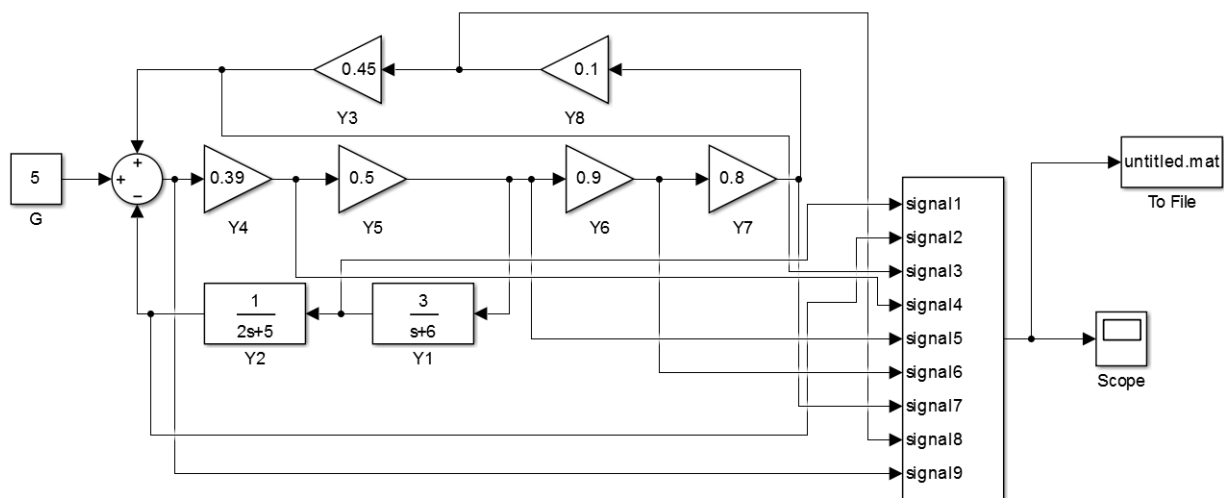 0.45
0.1
Y3
Y8
+
+
−
5
G
0.39
Y4
0.5
Y5
0.9
Y6
0.8
Y7
untitled.mat
To File
signal1
signal2
signal3
signal4
signal5
signal6
signal7
signal8
signal9
1
2s+5
Y2
3
s+6
Y1
Scope